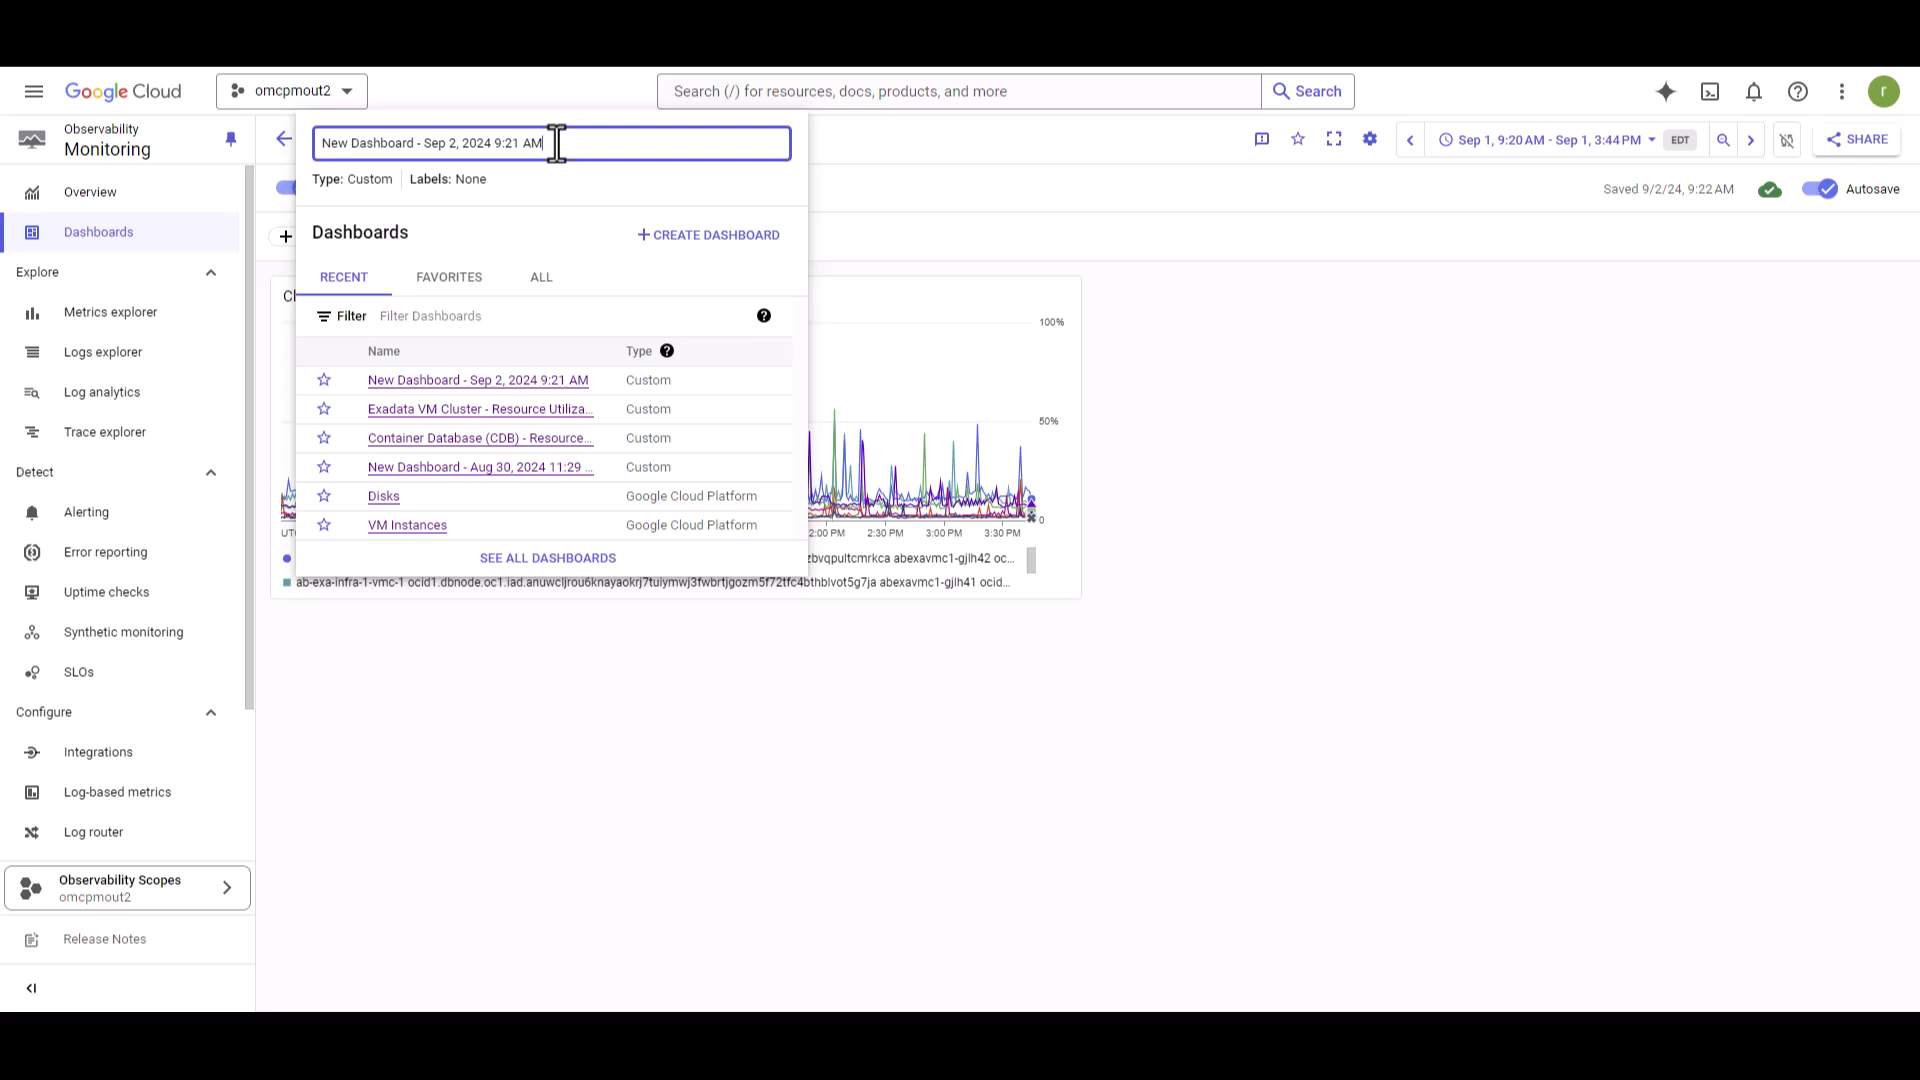 Google Cloud
omcpmout2
Search (/) for resources, docs, products, and more
Search
r
Observability
Monitoring
New Dashboard - Sep 2, 2024 9:21 AM
Sep 1, 9:20 AM - Sep 1, 3:44 PM
EDT
SHARE
Type: Custom
Labels: None
Saved 9/2/24, 9:22 AM
Autosave
Overview
Dashboards
Explore
Metrics explorer
Logs explorer
Log analytics
Trace explorer
Detect
Alerting
Error reporting
Uptime checks
Synthetic monitoring
SLOs
Configure
Integrations
Log-based metrics
Log router
Observability Scopes
omcpmout2
Release Notes
Dashboards
CREATE DASHBOARD
RECENT
FAVORITES
ALL
Filter
Filter Dashboards
Name
Type
New Dashboard - Sep 2, 2024 9:21 AM
Custom
Exadata VM Cluster - Resource Utiliza...
Custom
Container Database (CDB) - Resource...
Custom
New Dashboard - Aug 30, 2024 11:29 ...
Custom
Disks
Google Cloud Platform
VM Instances
Google Cloud Platform
SEE ALL DASHBOARDS
100%
50%
0
2:00 PM
2:30 PM
3:00 PM
3:30 PM
abexavmc1-gjlh42 oc...
ab-exa-infra-1-vmc-1
abexavmc1-gjlh41 ocid...